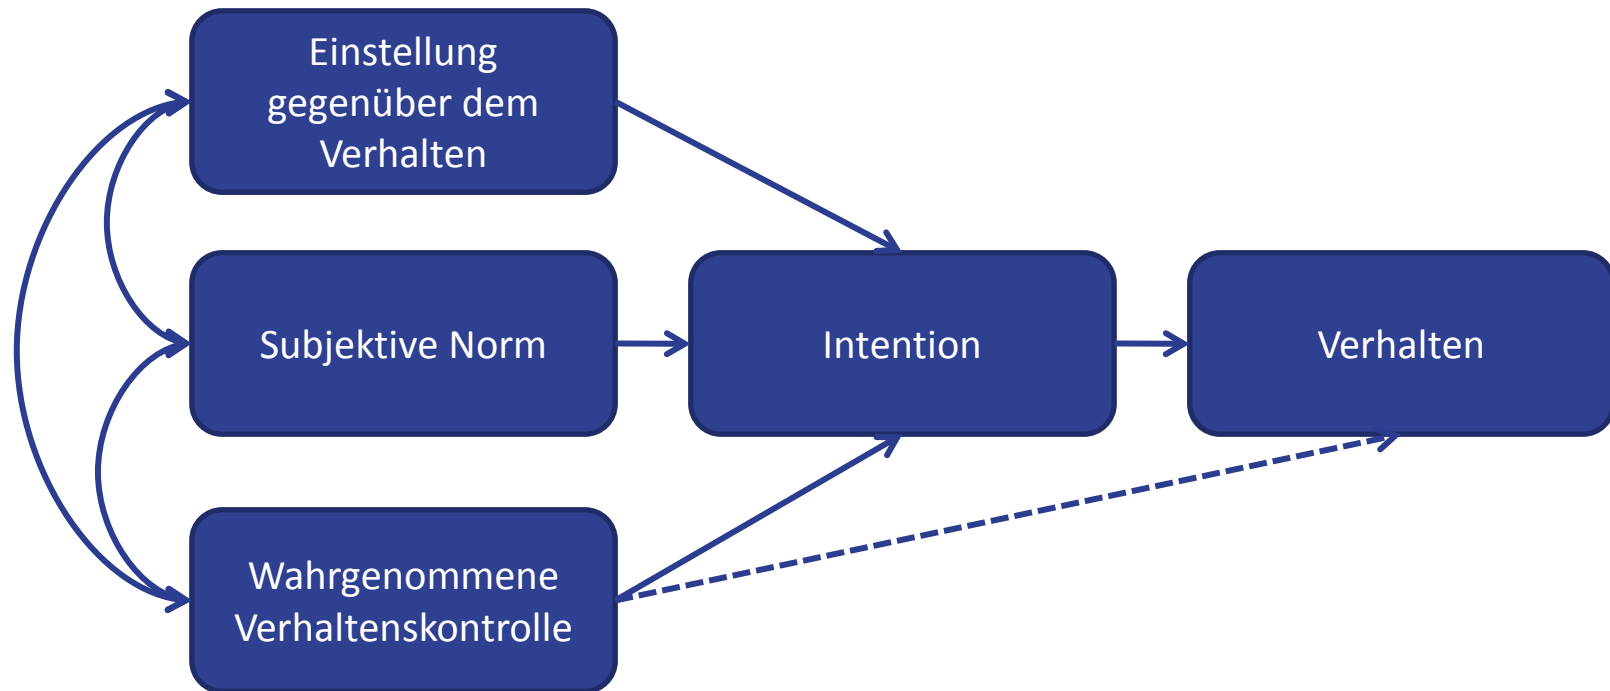 Einstellung
gegenüber dem
Verhalten
Subjektive Norm
Intention
Verhalten
Wahrgenommene
Verhaltenskontrolle